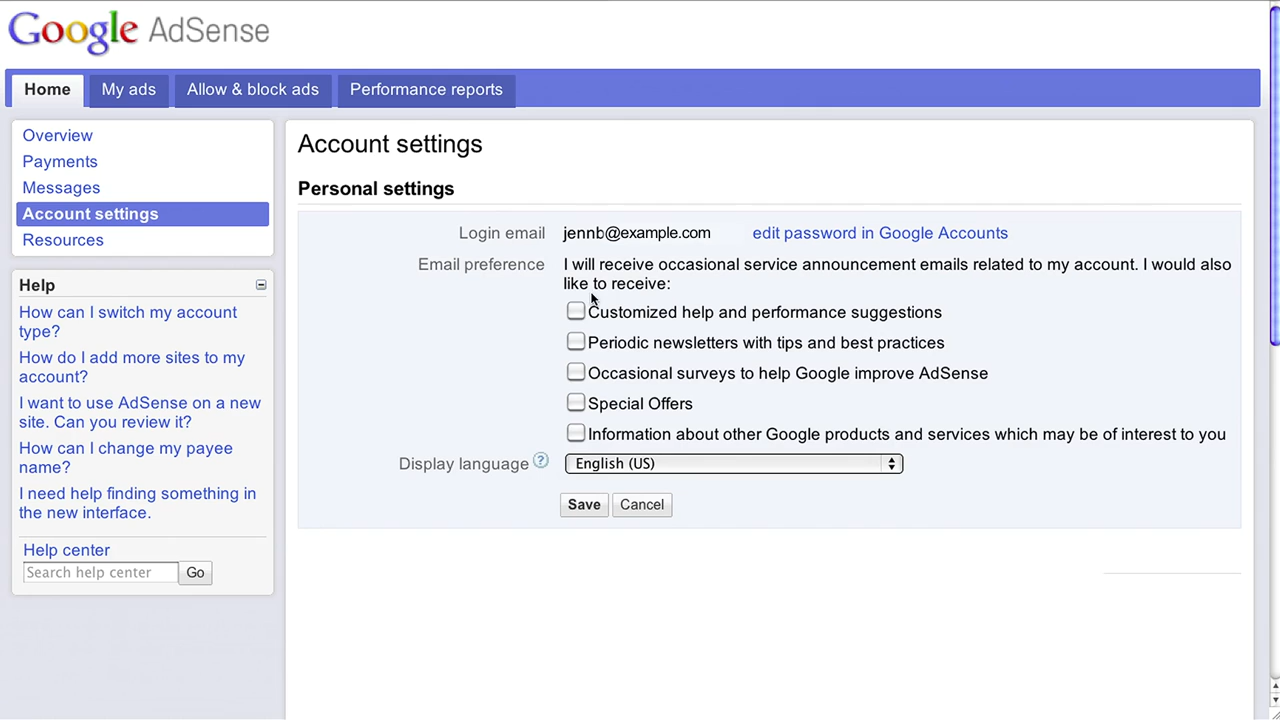 Google AdSense
Home
My ads
Allow & block ads
Performance reports
Overview
Payments
Messages
Account settings
Resources
Help
How can I switch my account
type?
How do I add more sites to my
account?
I want to use AdSense on a new
site. Can you review it?
How can I change my payee
name?
I need help finding something in
the new interface.
Help center
Search help center
Go
Account settings
Personal settings
Login email jennb@example.com edit password in Google Accounts
Email preference I will receive occasional service announcement emails related to my account. I would also
like to receive:
Customized help and performance suggestions
Periodic newsletters with tips and best practices
Occasional surveys to help Google improve AdSense
Special Offers
Information about other Google products and services which may be of interest to you
Display language ? English (US)
Save Cancel